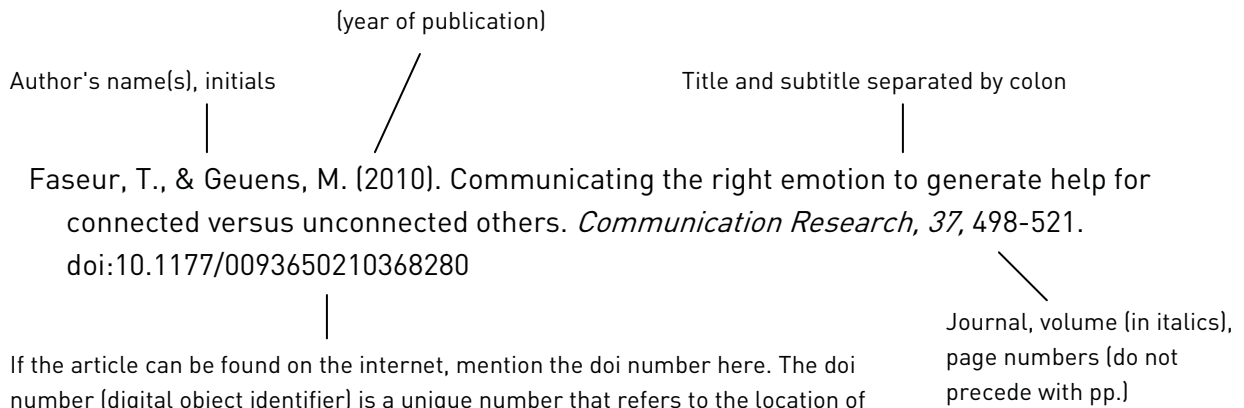 (year of publication)
Author's name(s), initials
Title and subtitle separated by colon
Faseur, T., & Geuens, M. (2010). Communicating the right emotion to generate help for
connected versus unconnected others. Communication Research, 37, 498-521.
doi:10.1177/0093650210368280
Journal, volume (in italics),
page numbers (do not
precede with pp.)
If the article can be found on the internet, mention the doi number here. The doi
number (digital object identifier) is a unique number that refers to the location of